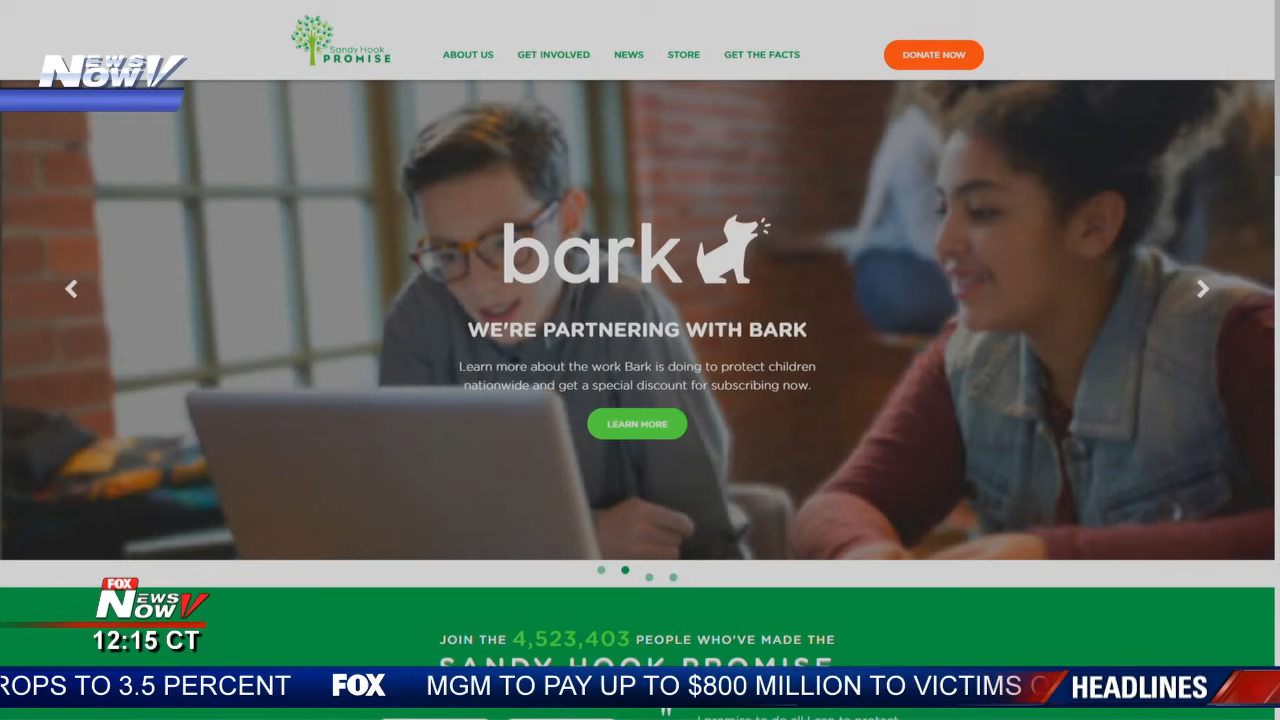 Sandy Hook
PROMISE
ABOUT US GET INVOLVED NEWS STORE GET THE FACTS
DONATE NOW
NEWS
NOW
bark
WE'RE PARTNERING WITH BARK
Learn more about the work Bark is doing to protect children
nationwide and get a special discount for subscribing now.
LEARN MORE
FOX
NEWS
NOW
12:15 CT
JOIN THE 4,523,403 PEOPLE WHO'VE MADE THE
SANDY HOOK PROMISE
ROPS TO 3.5 PERCENT FOX MGM TO PAY UP TO $800 MILLION TO VICTIMS
HEADLINES